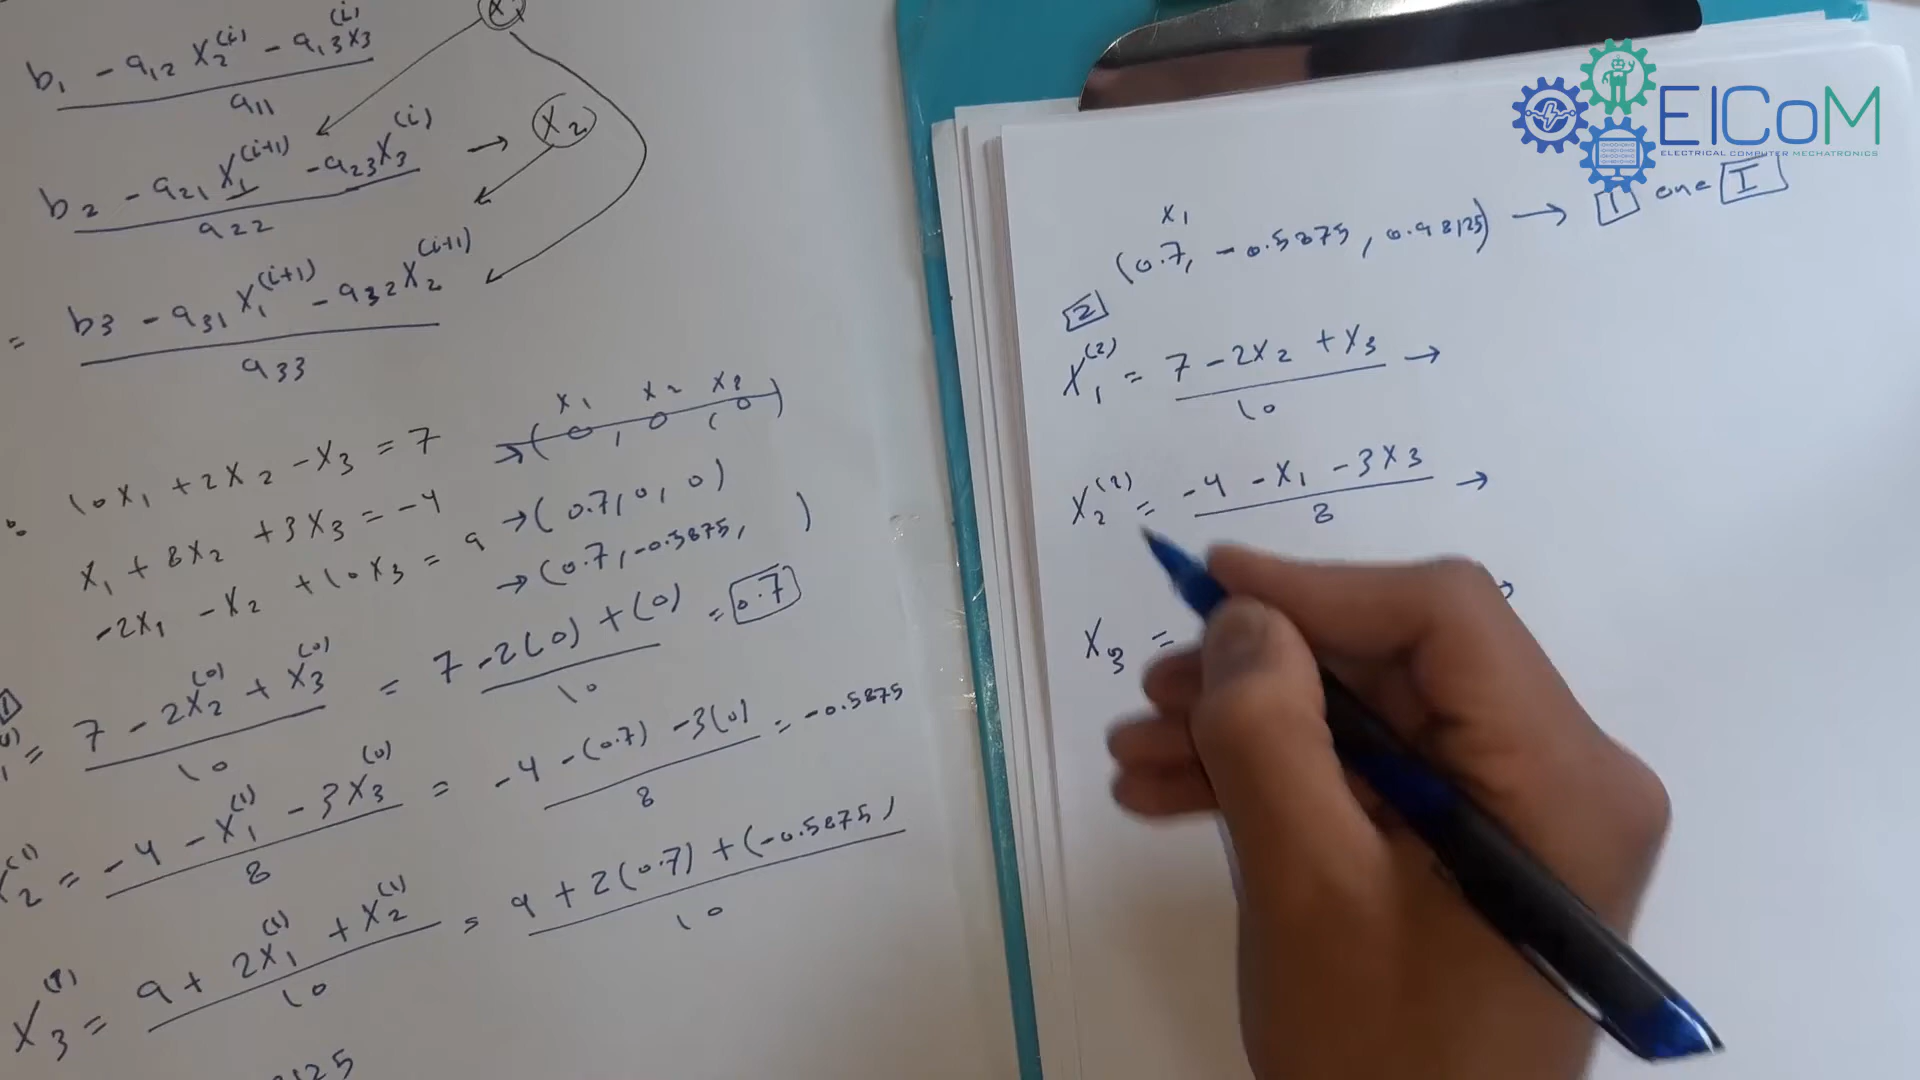 b₁ - a₁₂ X₂⁽ⁱ⁾ - a₁₃ X₃⁽ⁱ⁾
a₁₁
b₂ - a₂₁ X₁⁽ⁱ⁺¹⁾ - a₂₃ X₃⁽ⁱ⁾ → X₂
a₂₂
= b₃ - a₃₁ X₁⁽ⁱ⁺¹⁾ - a₃₂ X₂⁽ⁱ⁺¹⁾
a₃₃
X₁ X₂ X₃
10X₁ + 2X₂ - X₃ = 7 → (0, 0, 0)
X₁ + 8X₂ + 3X₃ = -4 → (0.7, 0, 0)
-2X₁ - X₂ + 10X₃ = 9 → (0.7, -0.5875, )
₁ = 7 - 2X₂⁽⁰⁾ + X₃⁽⁰⁾ = 7 - 2(0) + (0) = 0.7
10 10
X₂⁽¹⁾ = -4 - X₁⁽¹⁾ - 3X₃⁽⁰⁾ = -4 - (0.7) - 3(0) = -0.5875
8 8
X₃⁽¹⁾ = 9 + 2X₁⁽¹⁾ + X₂⁽¹⁾ = 9 + 2(0.7) + (-0.5875)
10 10
8125
EICoM
ELECTRICAL COMPUTER MECHATRONICS
X₁
(0.7, -0.5875, 0.98125) → 1 one I
2
X₁⁽²⁾ = 7 - 2X₂ + X₃ →
10
X₂⁽²⁾ = -4 - X₁ - 3X₃ →
8
X₃ =